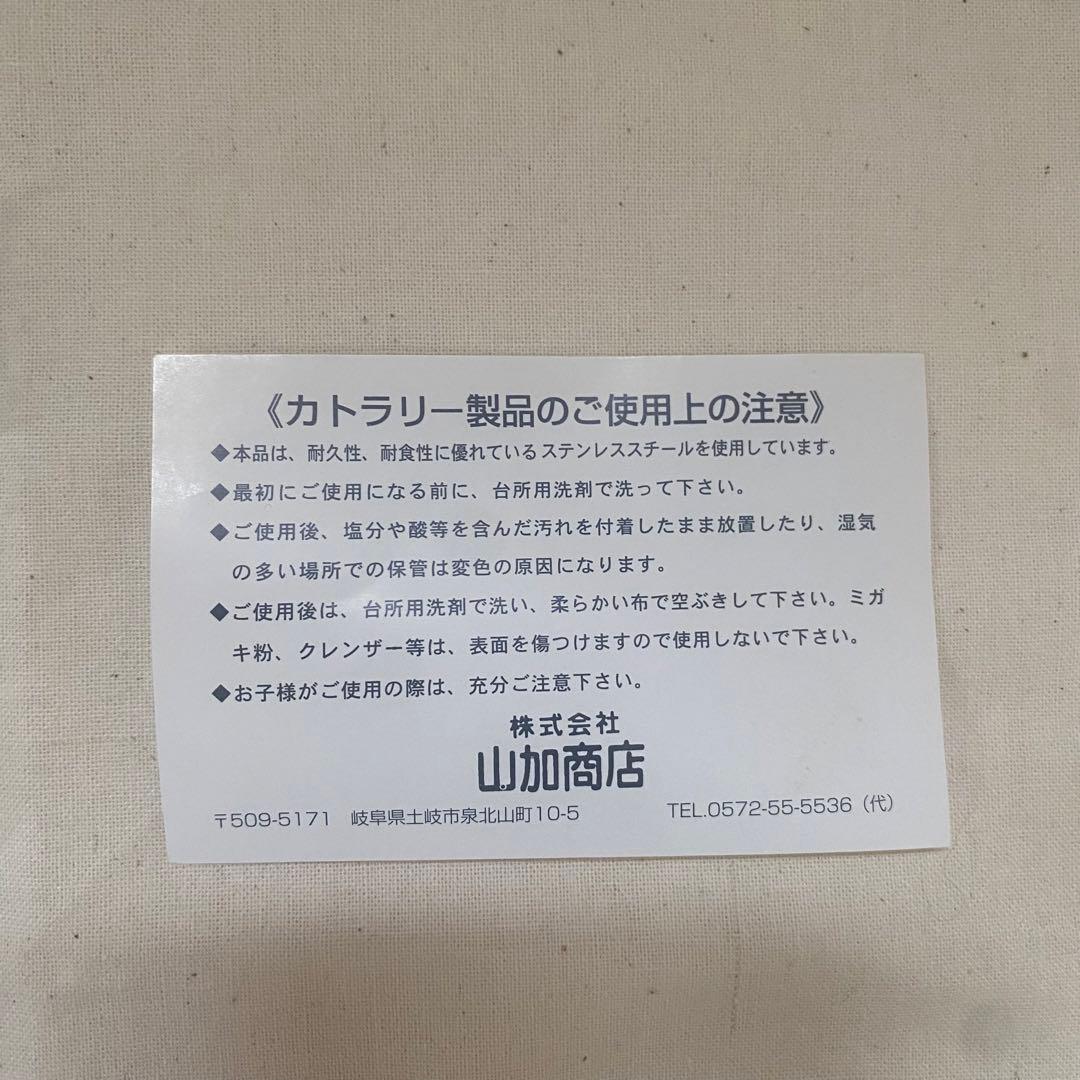 《カトラリー製品のご使用上の注意》
◆本品は、耐久性、耐食性に優れているステンレススチールを使用しています。
◆最初にご使用になる前に、台所用洗剤で洗って下さい。
◆ご使用後、塩分や酸等を含んだ汚れを付着したまま放置したり、湿気
の多い場所での保管は変色の原因になります。
◆ご使用後は、台所用洗剤で洗い、柔らかい布で空ぶきして下さい。ミガ
キ粉、クレンザー等は、表面を傷つけますので使用しないで下さい。
◆お子様がご使用の際は、充分ご注意下さい。
株式会社
山加商店
〒509-5171 岐阜県土岐市泉北山町10-5 TEL.0572-55-5536（代）